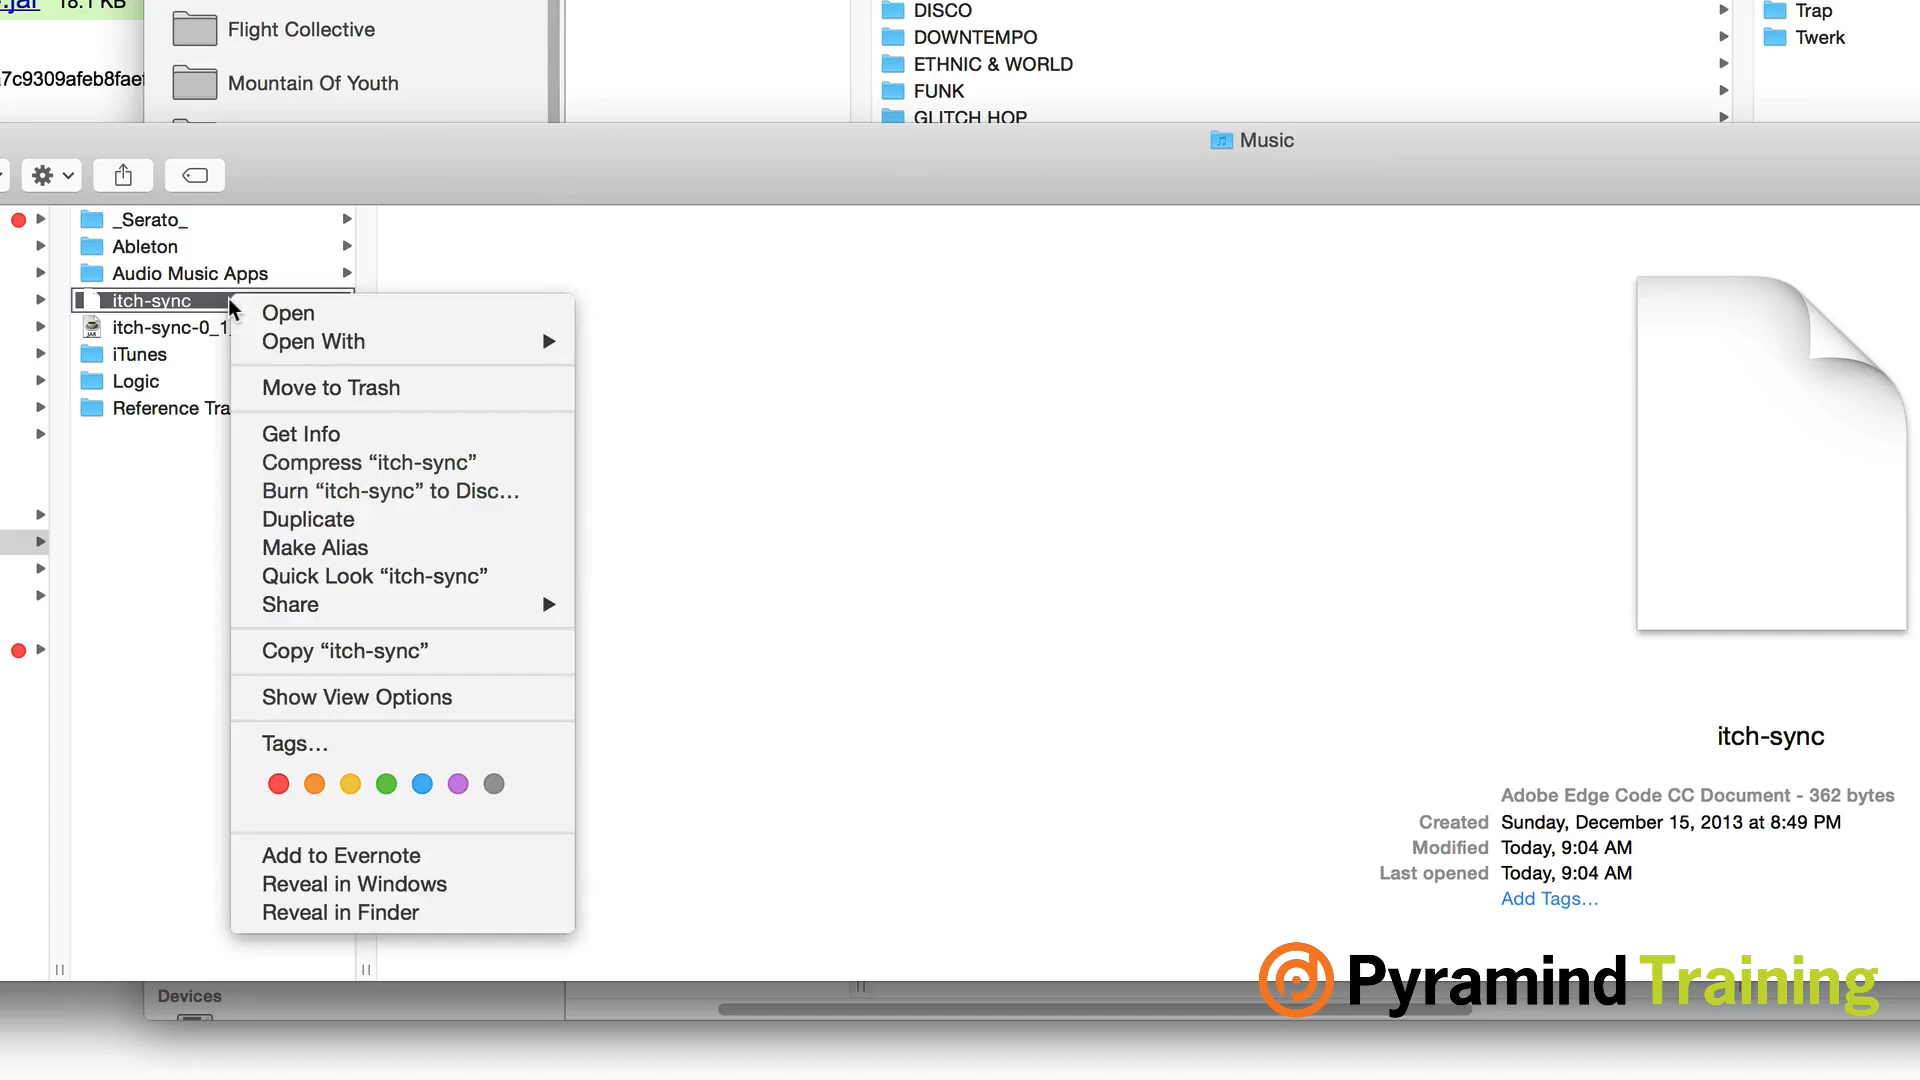 .jar 18.1 KB
Flight Collective
DISCO
Trap
DOWNTEMPO
Twerk
ETHNIC & WORLD
7c9309afeb8faef
Mountain Of Youth
FUNK
GLITCH HOP
Music
_Serato_
Ableton
Audio Music Apps
itch-sync
itch-sync-0_1
JAR
iTunes
Logic
Reference Tra
Open
Open With
Move to Trash
Get Info
Compress “itch-sync”
Burn “itch-sync” to Disc…
Duplicate
Make Alias
Quick Look “itch-sync”
Share
Copy “itch-sync”
Show View Options
Tags…
Add to Evernote
Reveal in Windows
Reveal in Finder
itch-sync
Adobe Edge Code CC Document - 362 bytes
Created Sunday, December 15, 2013 at 8:49 PM
Modified Today, 9:04 AM
Last opened Today, 9:04 AM
Add Tags…
Devices
Pyramind Training